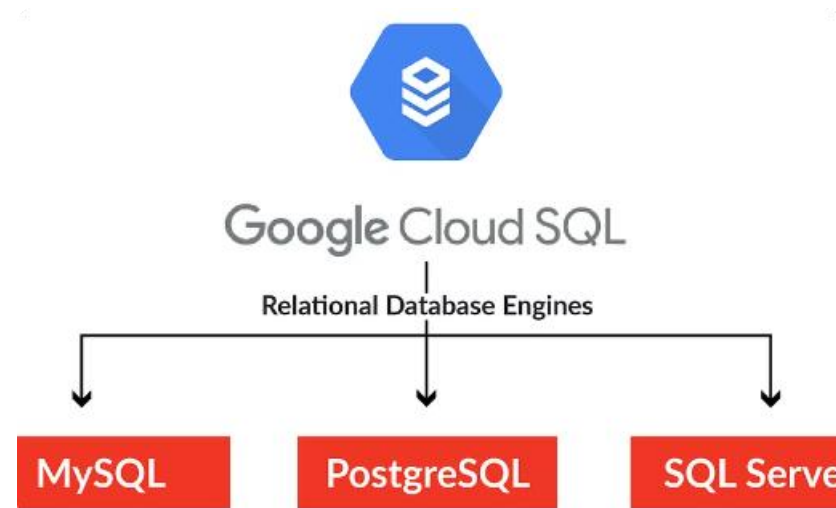 Google Cloud SQL
Relational Database Engines
MySQL
PostgreSQL
SQL Serve